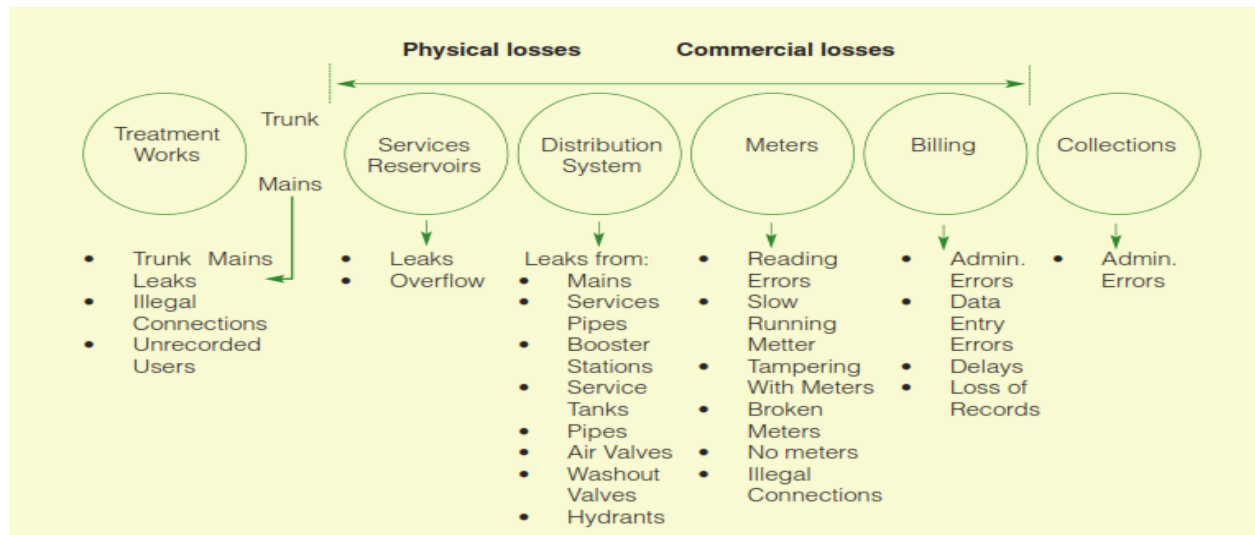 Physical losses Commercial losses
Trunk
Mains
Treatment
Works
Services
Reservoirs
Distribution
System
Meters
Billing
Collections
• Trunk Mains
Leaks
• Illegal
Connections
• Unrecorded
Users
• Leaks
• Overflow
Leaks from:
• Mains
• Services
Pipes
• Booster
Stations
• Service
Tanks
• Pipes
• Air Valves
• Washout
Valves
• Hydrants
• Reading
Errors
• Slow
Running
Metter
• Tampering
With Meters
• Broken
Meters
• No meters
• Illegal
Connections
• Admin.
Errors
• Data
Entry
Errors
• Delays
• Loss of
Records
• Admin.
Errors